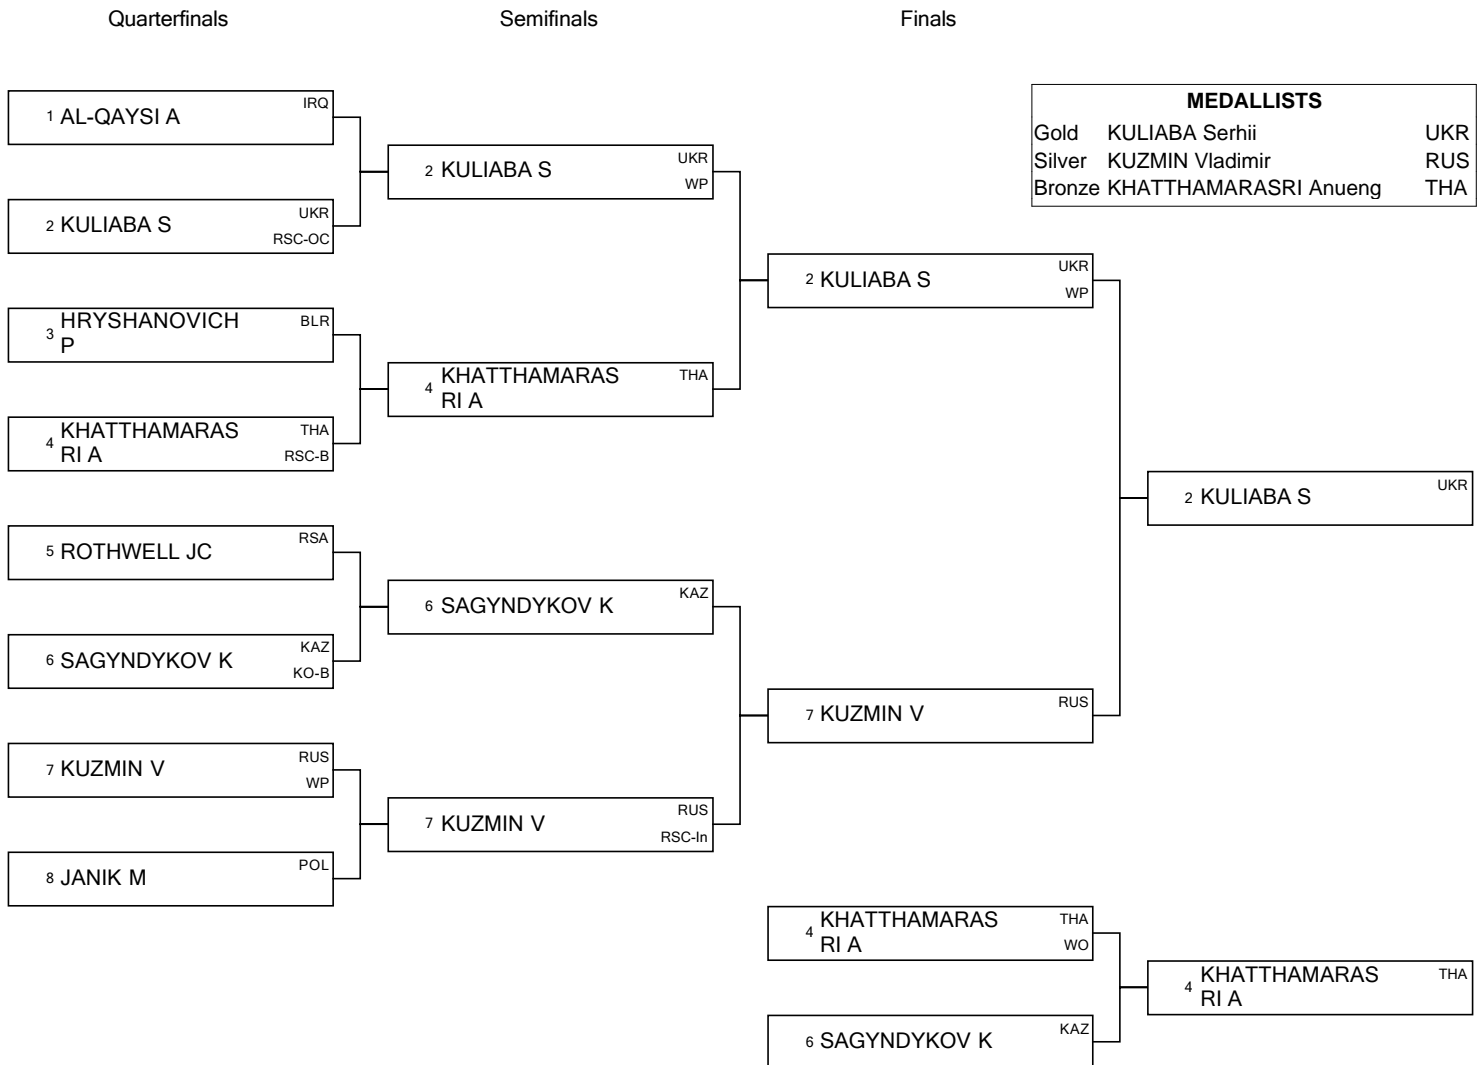 Quarterfinals Semifinals Finals
MEDALLISTS
Gold KULIABA Serhii UKR
Silver KUZMIN Vladimir RUS
Bronze KHATTHAMARASRI Anueng THA
1 AL-QAYSI A IRQ
2 KULIABA S UKR
RSC-OC
3 HRYSHANOVICH BLR
P
4 KHATTHAMARAS THA
RI A RSC-B
5 ROTHWELL JC RSA
6 SAGYNDYKOV K KAZ
KO-B
7 KUZMIN V RUS
WP
8 JANIK M POL
2 KULIABA S UKR
WP
4 KHATTHAMARAS THA
RI A
6 SAGYNDYKOV K KAZ
7 KUZMIN V RUS
RSC-In
2 KULIABA S UKR
WP
7 KUZMIN V RUS
2 KULIABA S UKR
4 KHATTHAMARAS THA
RI A WO
6 SAGYNDYKOV K KAZ
4 KHATTHAMARAS THA
RI A